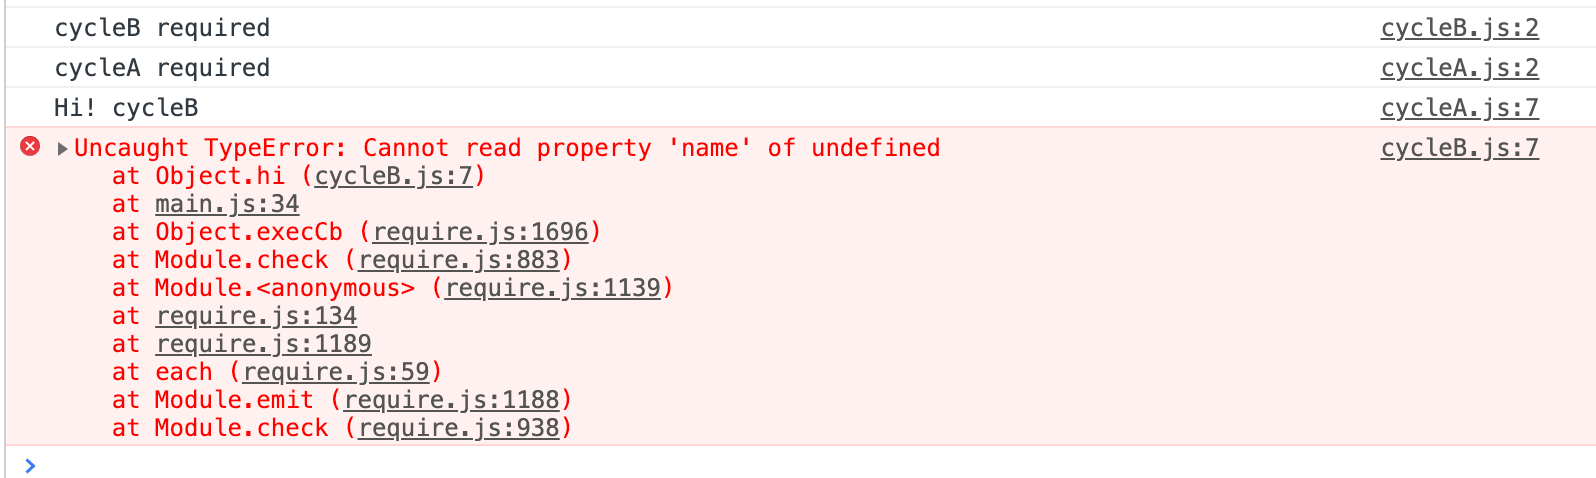 cycleB required cycleB.js:2
cycleA required cycleA.js:2
Hi! cycleB cycleA.js:7
Uncaught TypeError: Cannot read property 'name' of undefined cycleB.js:7
at Object.hi (cycleB.js:7)
at main.js:34
at Object.execCb (require.js:1696)
at Module.check (require.js:883)
at Module.<anonymous> (require.js:1139)
at require.js:134
at require.js:1189
at each (require.js:59)
at Module.emit (require.js:1188)
at Module.check (require.js:938)